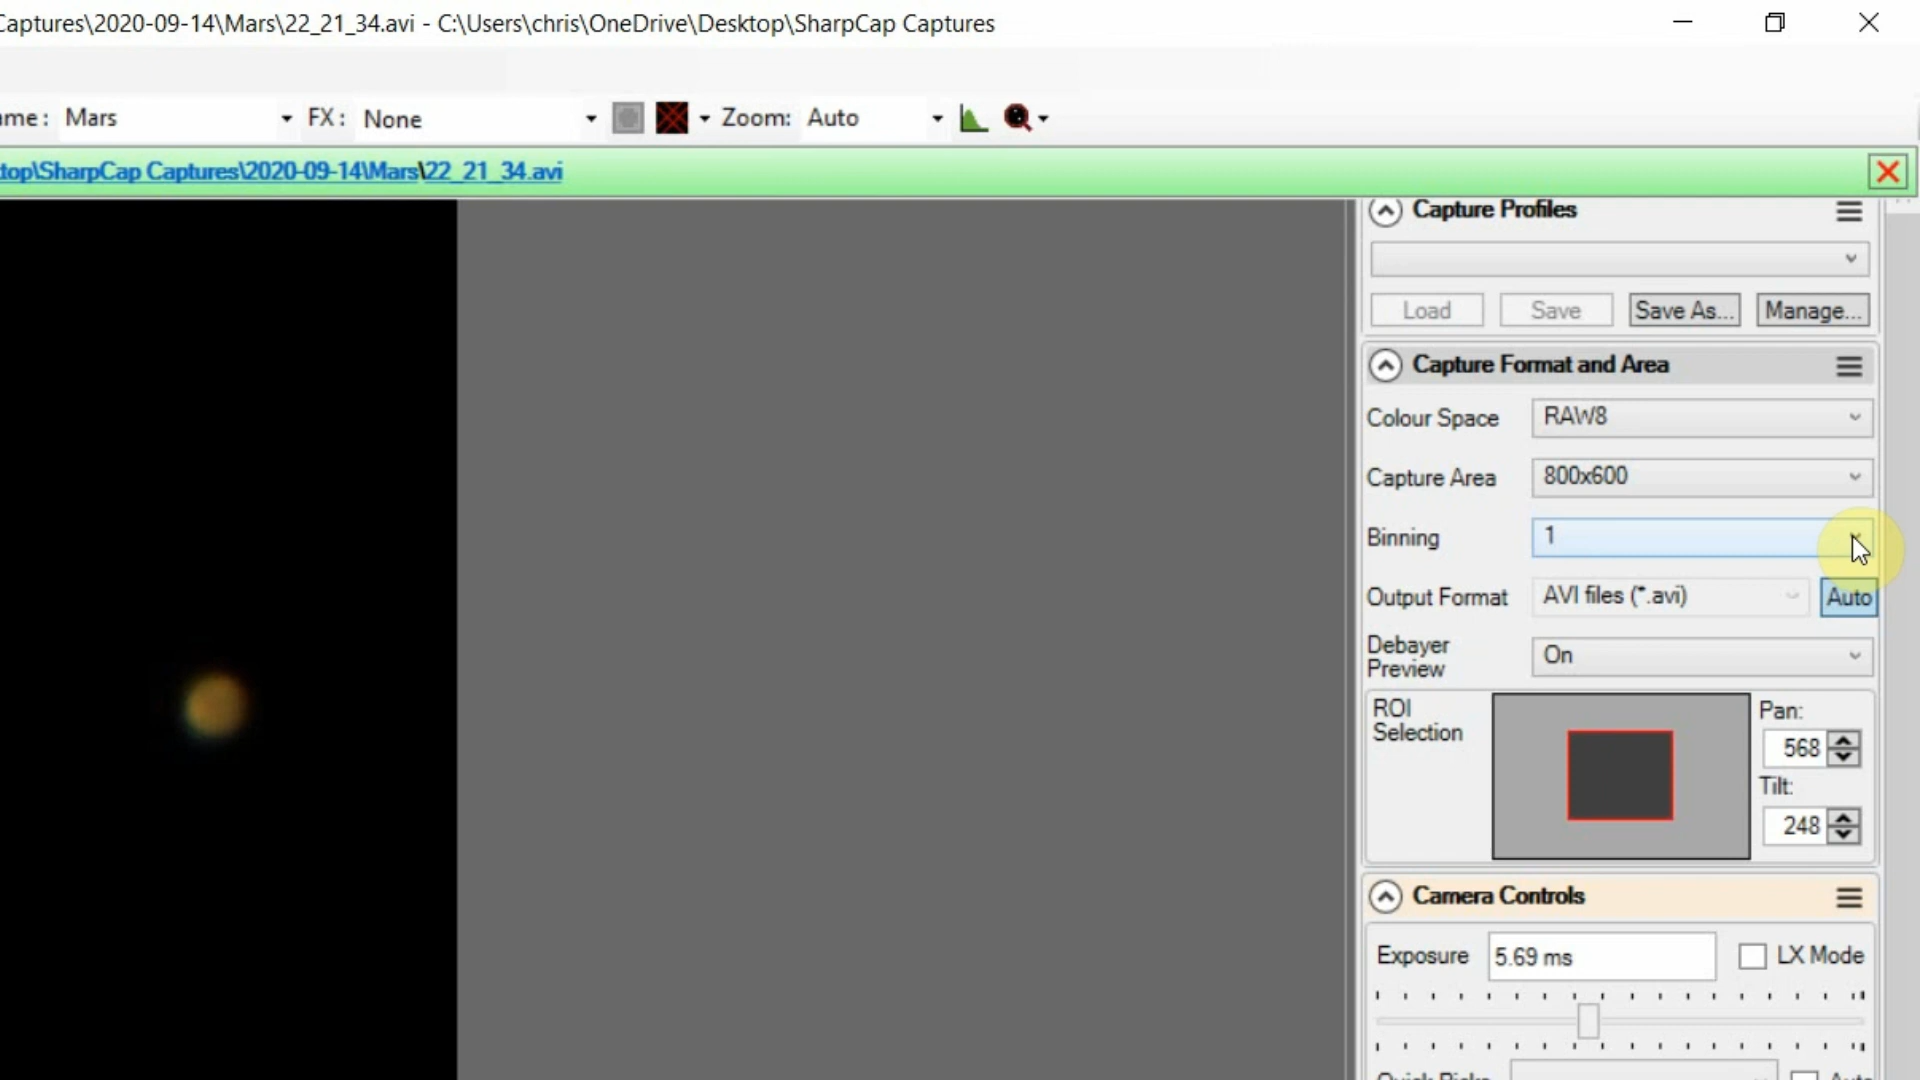 Captures\2020-09-14\Mars\22_21_34.avi - C:\Users\chris\OneDrive\Desktop\SharpCap Captures
Mars
FX: None
Zoom: Auto
\SharpCap Captures\2020-09-14\Mars\22_21_34.avi
Capture Profiles
Load Save Save As... Manage...
Capture Format and Area
Colour Space RAW8
Capture Area 800x600
Binning 1
Output Format AVI files (*.avi) Auto
Debayer
Preview
On
ROI
Selection
Pan:
568
Tilt:
248
Camera Controls
Exposure 5.69 ms LX Mode